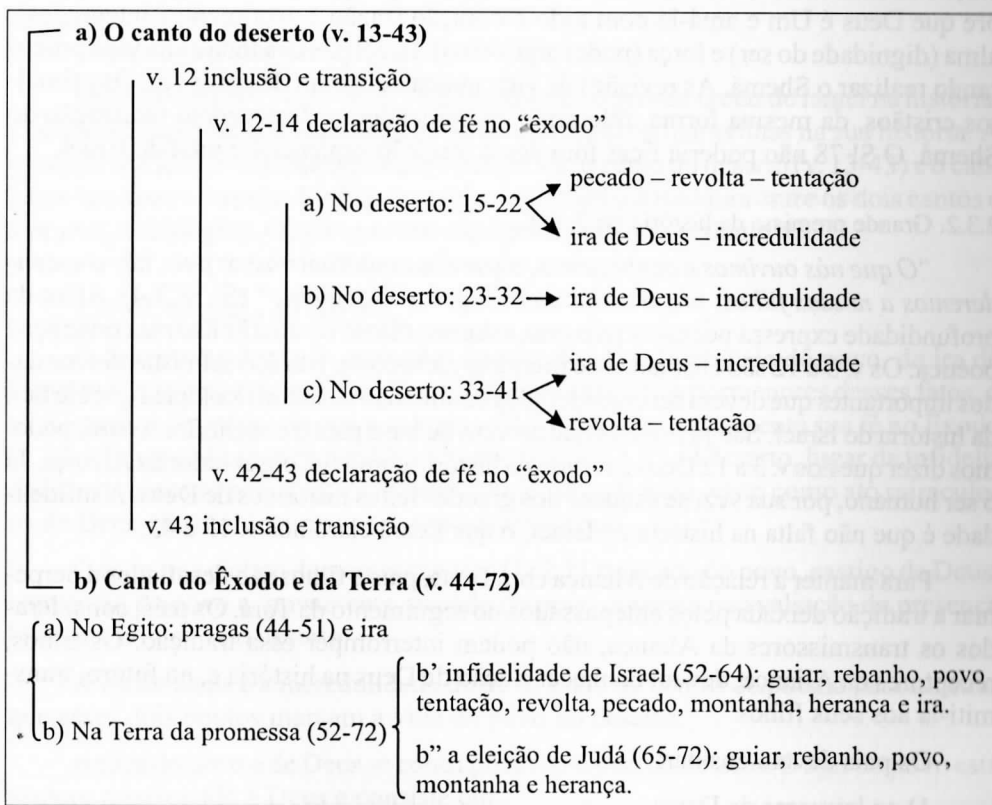 a) O canto do deserto (v. 13-43)
v. 12 inclusão e transição
v. 12-14 declaração de fé no “êxodo”
a) No deserto: 15-22
pecado – revolta – tentação
ira de Deus – incredulidade
b) No deserto: 23-32
ira de Deus – incredulidade
c) No deserto: 33-41
ira de Deus – incredulidade
revolta – tentação
v. 42-43 declaração de fé no “êxodo”
v. 43 inclusão e transição
b) Canto do Êxodo e da Terra (v. 44-72)
a) No Egito, pragas (44-51) e ira
b) Na Terra da promessa (52-72)
b’ infidelidade de Israel (52-64): guiar, rebanho, povo
tentação, revolta, pecado, montanha, herança e ira.
b” a eleição de Judá (65-72): guiar, rebanho, povo,
montanha e herança.